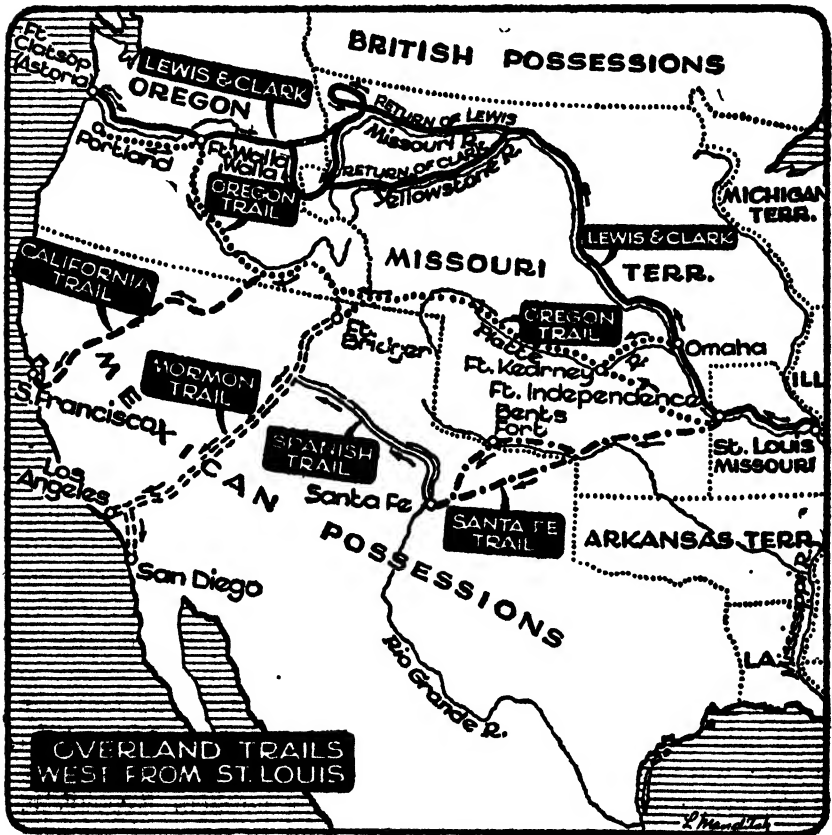 BRITISH POSSESSIONS
Ft.
Clatsop
(Astoria)
LEWIS & CLARK
OREGON
RETURN OF LEWIS
Missouri R.
Portland
Ft. Walla
Walla
RETURN OF CLARK
Yellowstone R.
OREGON
TRAIL
MICHIGAN
TERR.
LEWIS & CLARK
MISSOURI
TERR.
CALIFORNIA
TRAIL
OREGON
TRAIL
Platte R.
Ft.
Bridger
Omaha
Ft. Kearney
ILL
MORMON
TRAIL
Ft. Independence
S. Francisco
Bents
Fort
SPANISH
TRAIL
St. Louis
MISSOURI
Los
Angeles
Santa Fe
SANTA FE
TRAIL
ARKANSAS TERR.
MEXICAN POSSESSIONS
San Diego
Mississippi R.
LA.
Rio Grande R.
OVERLAND TRAILS
WEST FROM ST. LOUIS